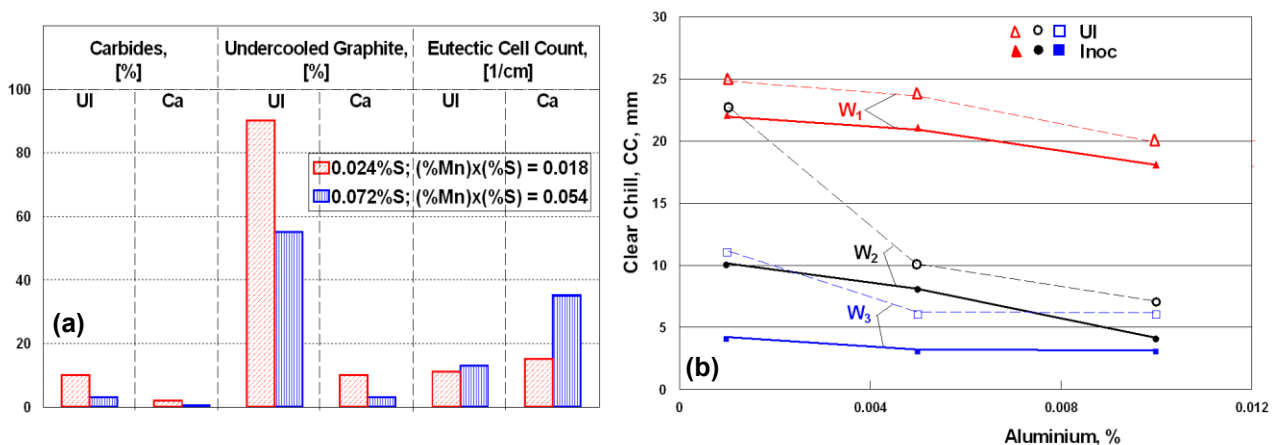 Carbides,
[%]
Undercooled Graphite,
[%]
Eutectic Cell Count,
[1/cm]
UI
Ca
UI
Ca
UI
Ca
100
80
60
40
20
0
0.024%S; (%Mn)x(%S) = 0.018
0.072%S; (%Mn)x(%S) = 0.054
(a)
Clear Chill, CC, mm
30
25
20
15
10
5
0
UI
Inoc
W1
W2
W3
(b)
0
0.004
0.008
0.012
Aluminium, %